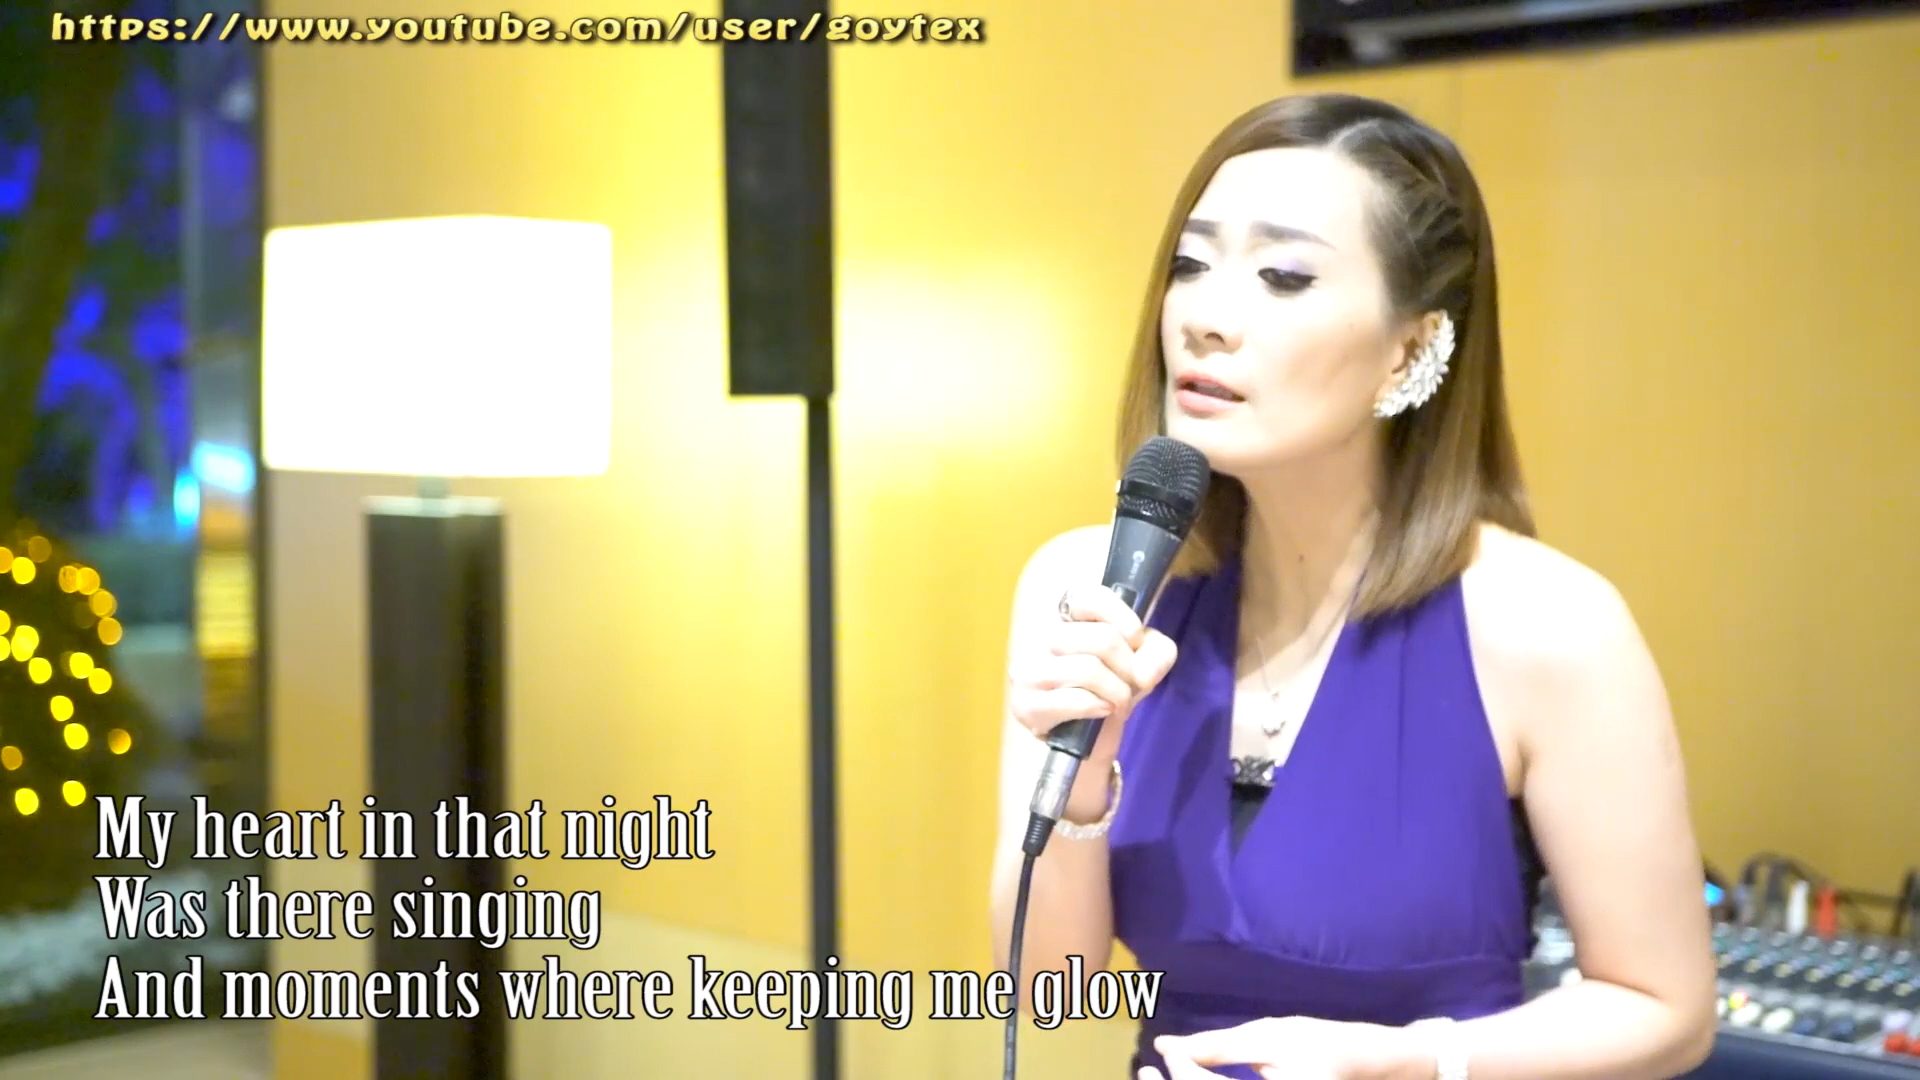 https://www.youtube.com/user/goytex
My heart in that night
Was there singing
And moments where keeping me glow